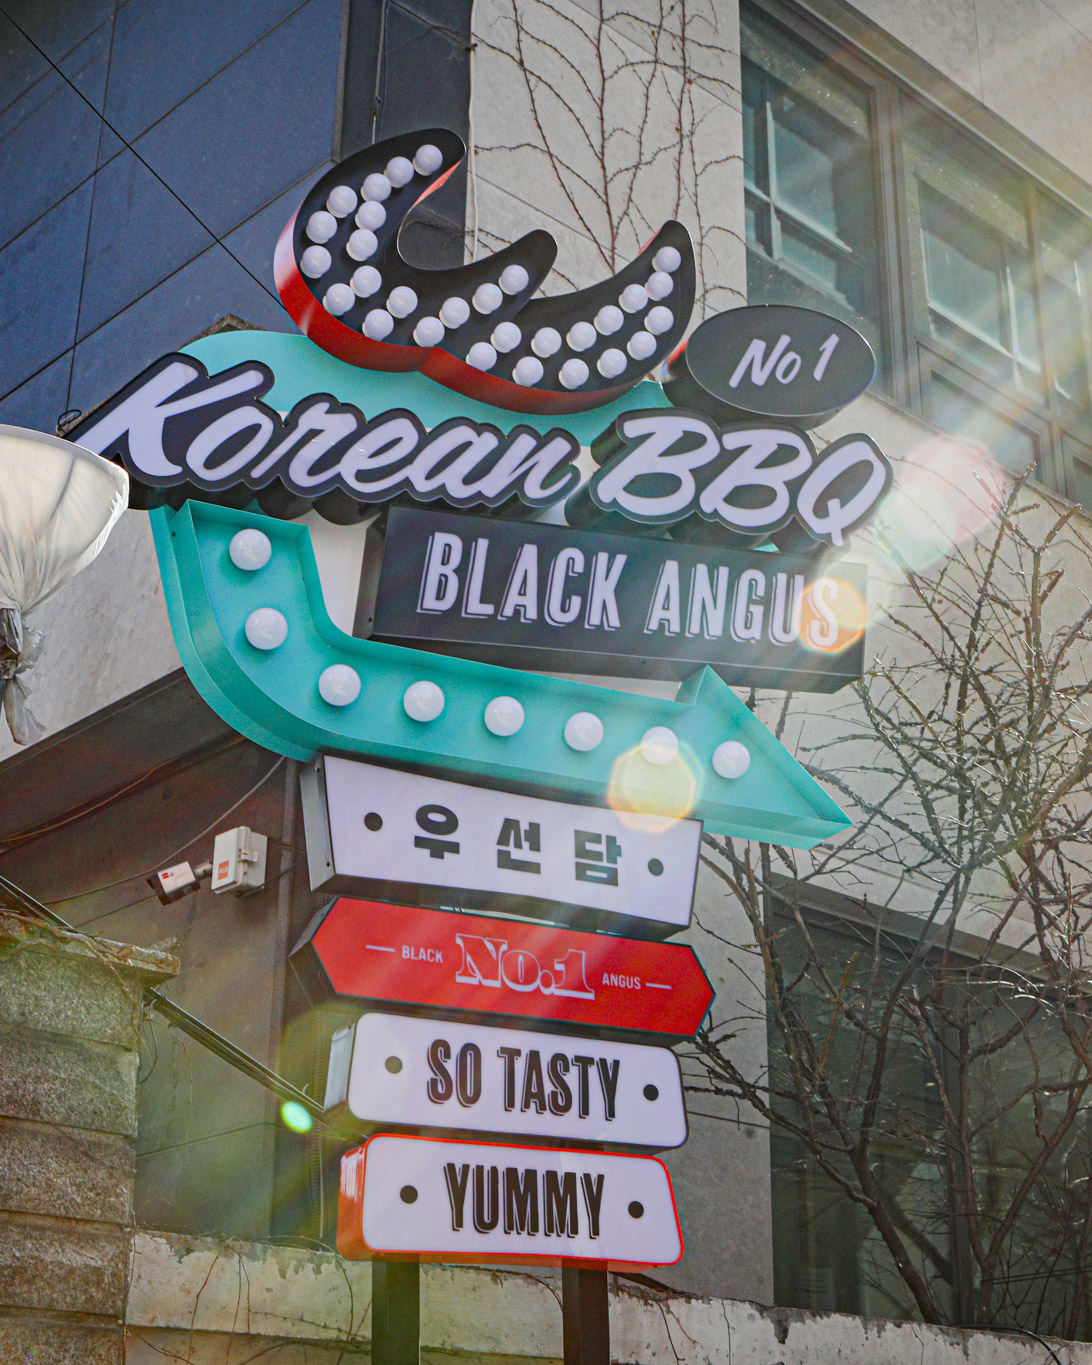 No 1
Korean BBQ
BLACK ANGUS
우선담
BLACK No.1 ANGUS
SO TASTY
YUMMY